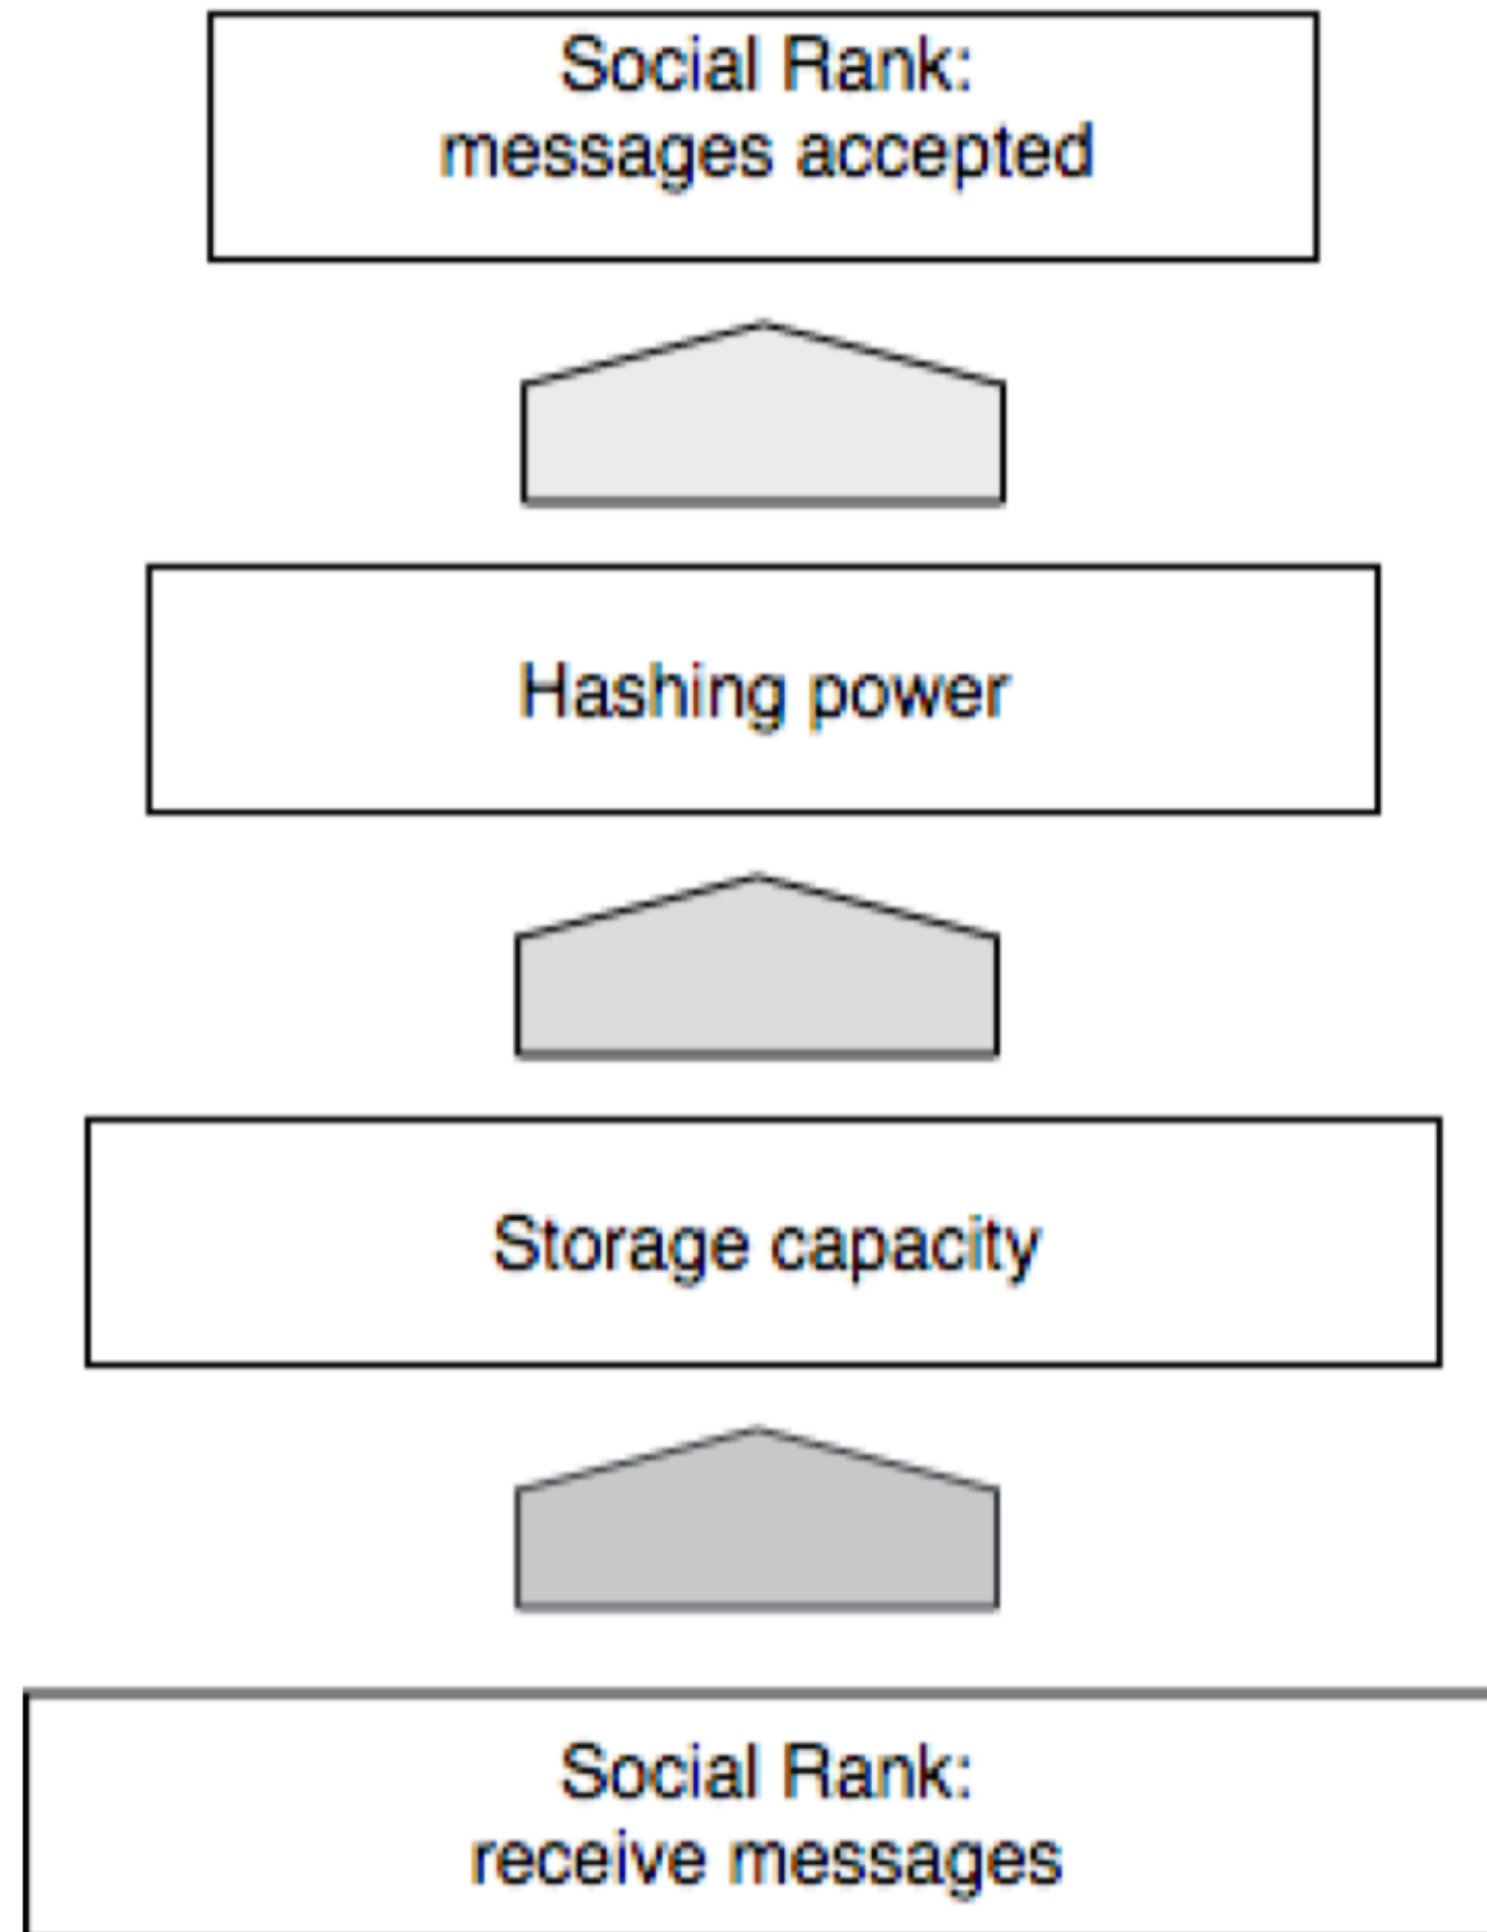 Social Rank:
messages accepted
Hashing power
Storage capacity
Social Rank:
receive messages